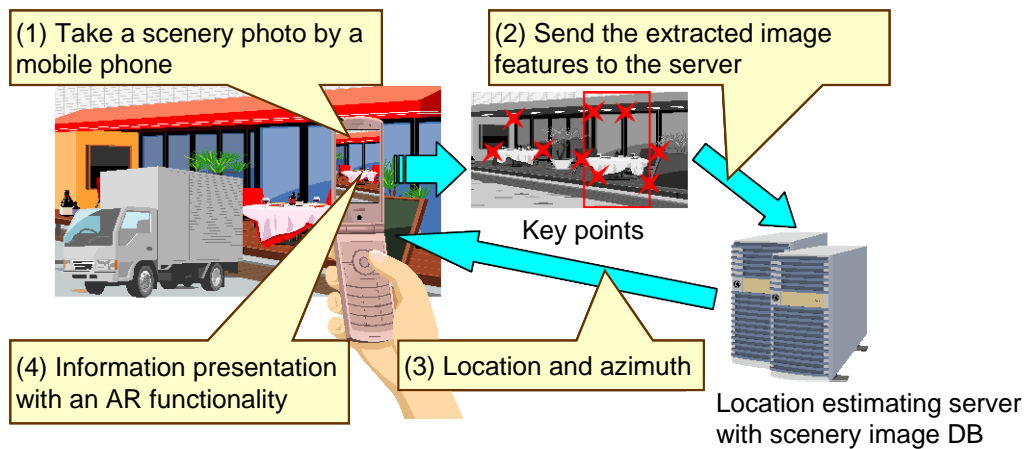 (1) Take a scenery photo by a
mobile phone
(2) Send the extracted image
features to the server
Key points
(3) Location and azimuth
(4) Information presentation
with an AR functionality
Location estimating server
with scenery image DB